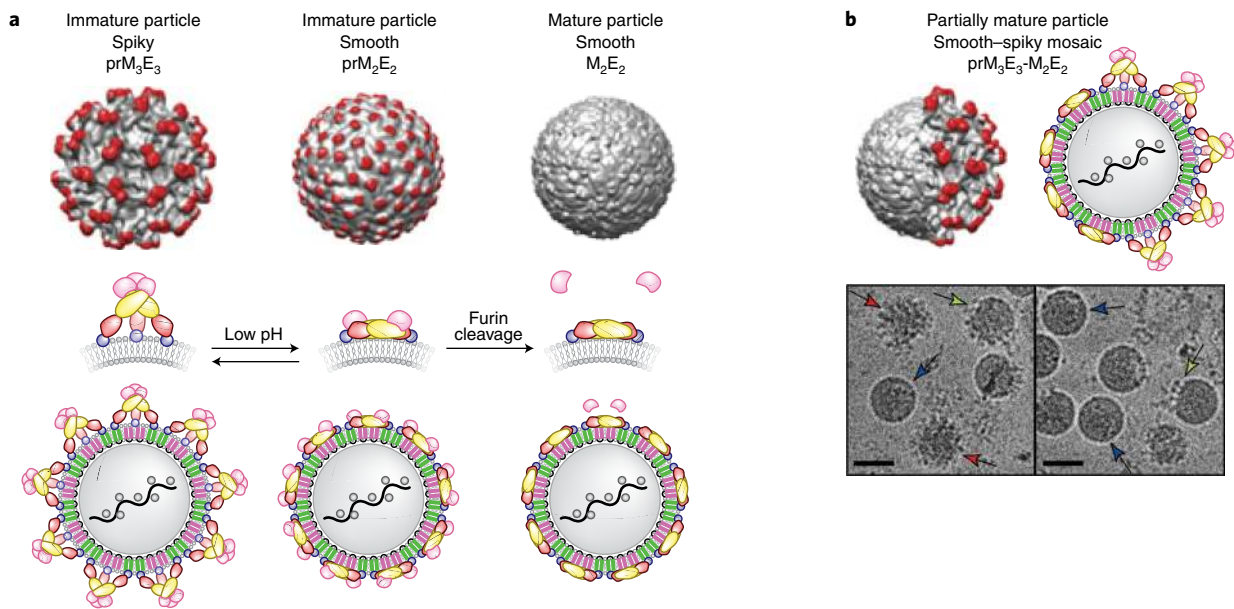 a
Immature particle
Spiky
prM₃E₃
Immature particle
Smooth
prM₂E₂
Mature particle
Smooth
M₂E₂
Low pH
Furin
cleavage
b
Partially mature particle
Smooth–spiky mosaic
prM₃E₃-M₂E₂